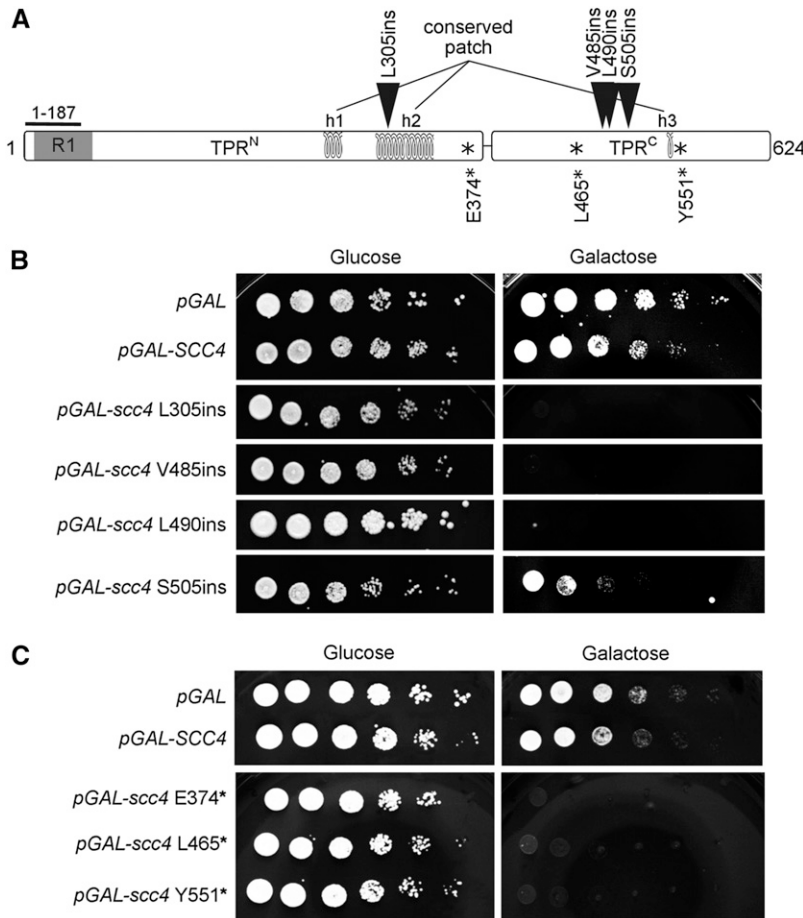 A
conserved patch
L305ins
V485ins
L490ins
S505ins
1-187
h1
h2
h3
1
R1
TPRᴺ
*
*
TPRᶜ
*
624
E374*
L465*
Y551*
B
Glucose
Galactose
pGAL
pGAL-SCC4
pGAL-scc4 L305ins
pGAL-scc4 V485ins
pGAL-scc4 L490ins
pGAL-scc4 S505ins
C
Glucose
Galactose
pGAL
pGAL-SCC4
pGAL-scc4 E374*
pGAL-scc4 L465*
pGAL-scc4 Y551*